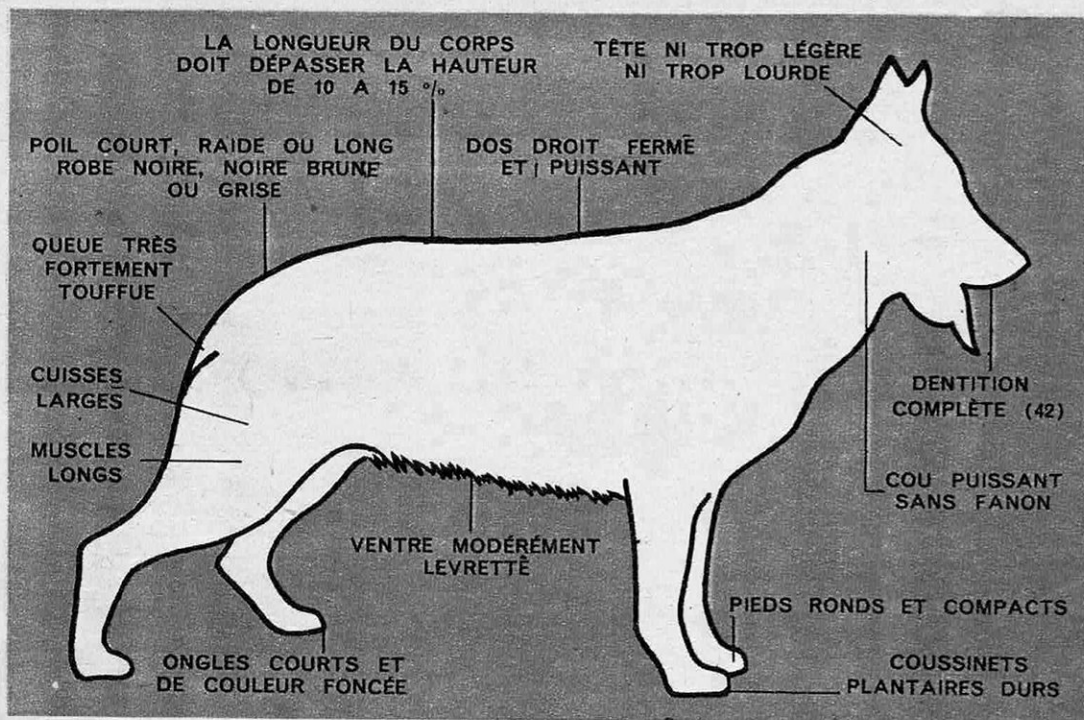 LA LONGUEUR DU CORPS
DOIT DÉPASSER LA HAUTEUR
DE 10 A 15 %
TÊTE NI TROP LÉGÈRE
NI TROP LOURDE
POIL COURT, RAIDE OU LONG
ROBE NOIRE, NOIRE BRUNE
OU GRISE
DOS DROIT FERME
ET PUISSANT
QUEUE TRÈS
FORTEMENT
TOUFFUE
CUISSES
LARGES
MUSCLES
LONGS
DENTITION
COMPLÈTE (42)
COU PUISSANT
SANS FANON
VENTRE MODÉRÉMENT
LEVRETTÉ
PIEDS RONDS ET COMPACTS
ONGLES COURTS ET
DE COULEUR FONCÉE
COUSSINETS
PLANTAIRES DURS